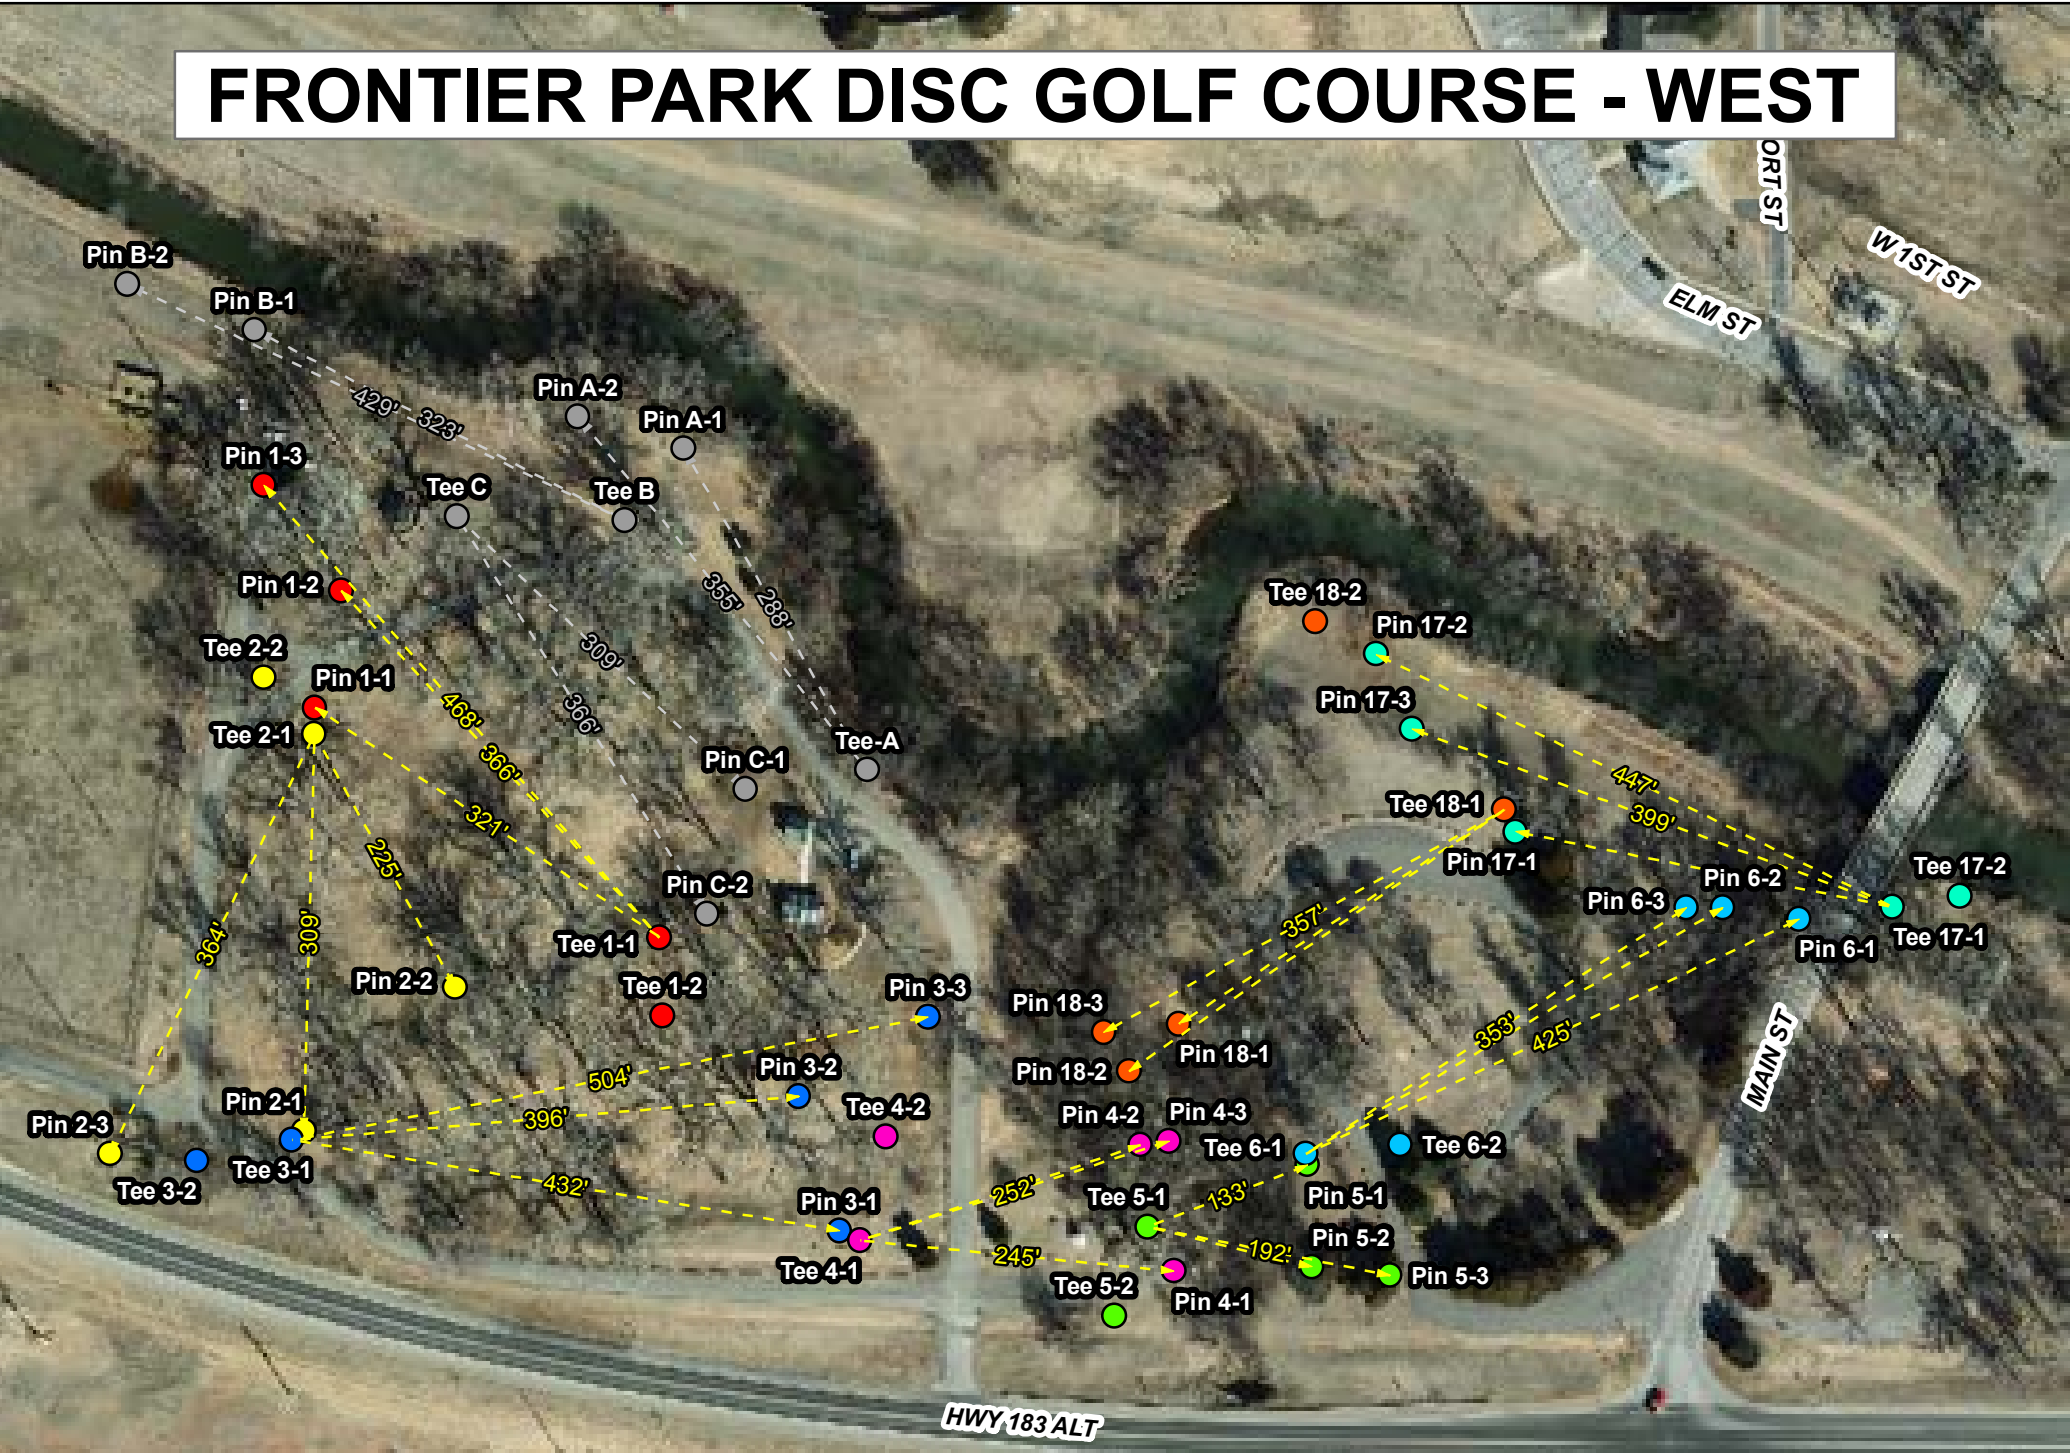 FRONTIER PARK DISC GOLF COURSE - WEST
ORT ST
W 1ST ST
ELM ST
Pin B-2
Pin B-1
Pin A-2
Pin A-1
429'
323'
Pin 1-3
Tee C
Tee B
Pin 1-2
355'
288'
Tee 18-2
Pin 17-2
Tee 2-2
309'
Pin 1-1
Pin 17-3
468'
366'
Tee 2-1
Tee-A
366'
Pin C-1
447'
Tee 18-1
399'
321'
225'
Pin 17-1
Tee 17-2
Pin 6-2
Pin C-2
Pin 6-3
357'
309'
364'
Tee 1-1
Tee 17-1
Pin 6-1
Pin 2-2
Tee 1-2
Pin 3-3
Pin 18-3
353'
425'
Pin 18-1
MAIN ST
Pin 3-2
Pin 18-2
504'
Pin 2-1
396'
Tee 4-2
Pin 4-2
Pin 4-3
Pin 2-3
Tee 6-1
Tee 6-2
Tee 3-1
Tee 3-2
432'
252'
Pin 3-1
Tee 5-1
133'
Pin 5-1
Pin 5-2
245'
192'
Tee 4-1
Pin 5-3
Tee 5-2
Pin 4-1
HWY 183 ALT